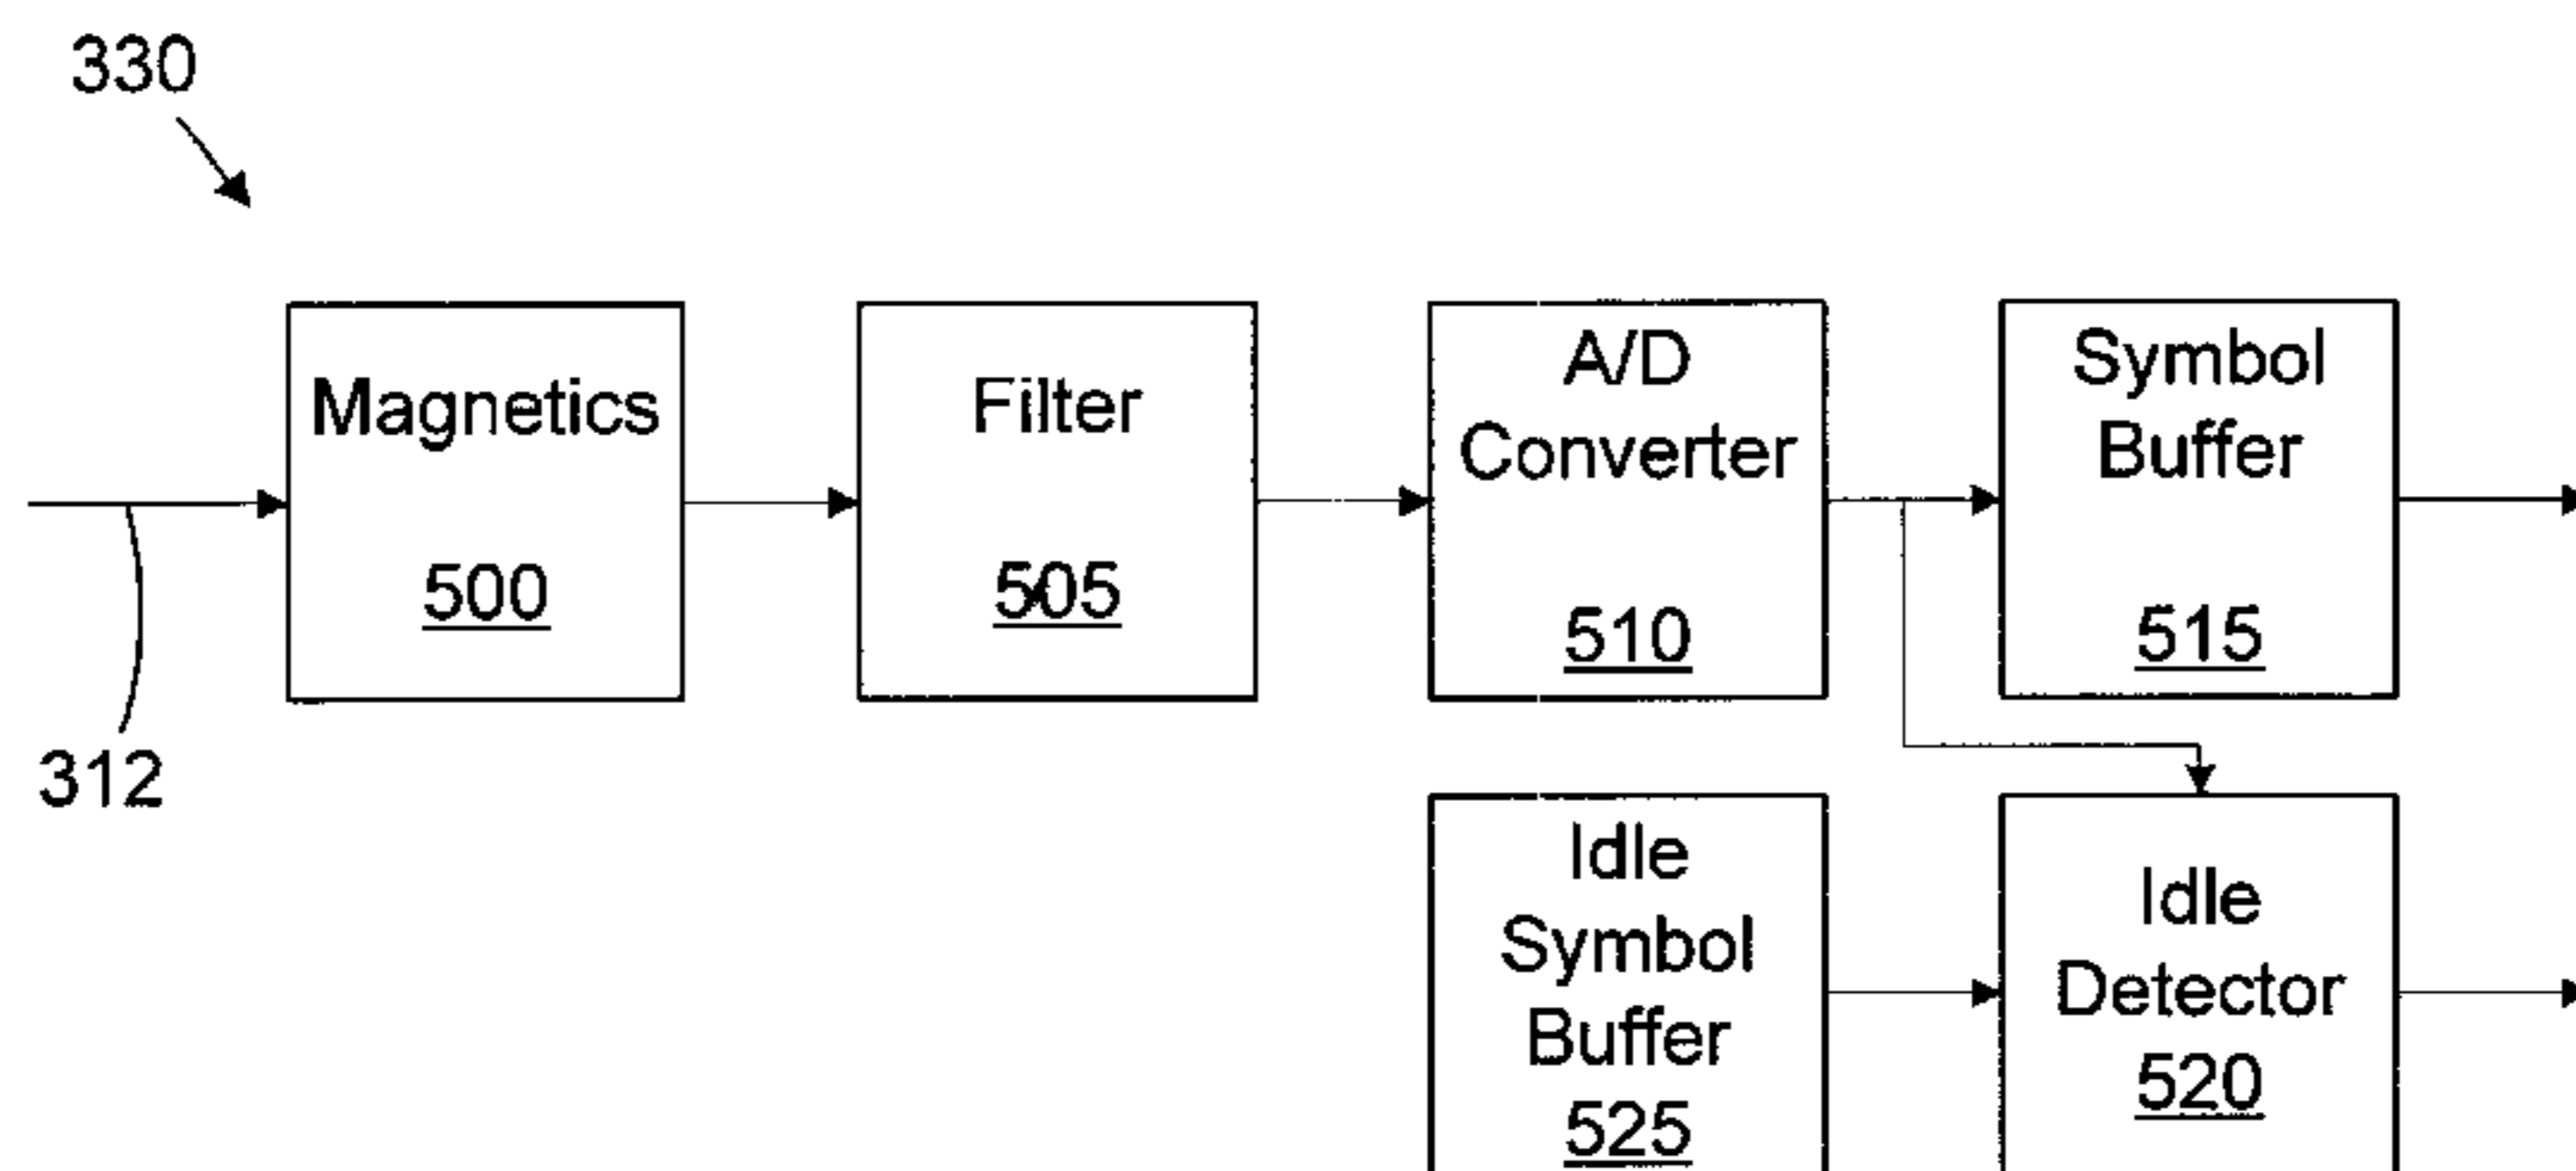 330
Magnetics
500
Filter
505
A/D
Converter
510
Symbol
Buffer
515
312
Idle
Symbol
Buffer
525
Idle
Detector
520